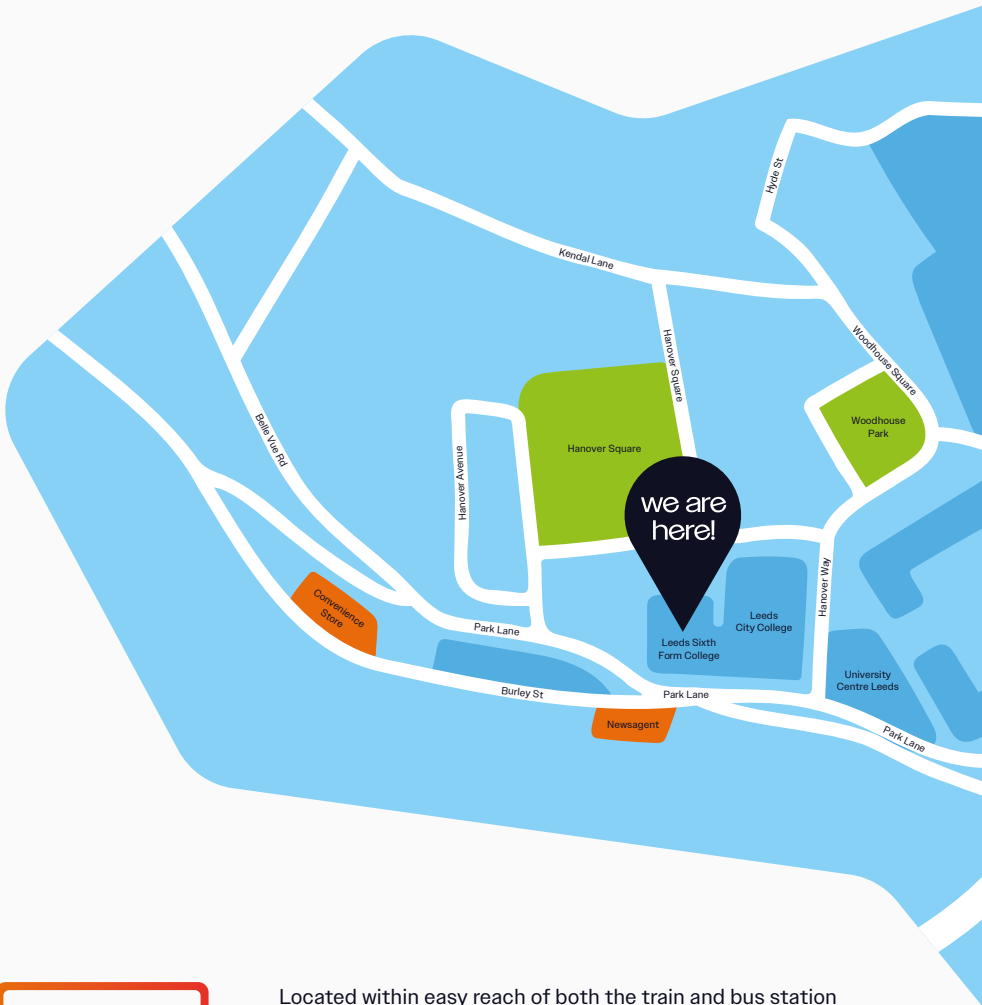 Hyde St
Kendal Lane
Hanover Square
Woodhouse Square
Woodhouse
Park
Belle Vue Rd
Hanover Avenue
Hanover Square
we are
here!
Convenience
Store
Hanover Way
Leeds
City College
Park Lane
Leeds Sixth
Form College
University
Centre Leeds
Burley St
Park Lane
Newsagent
Park Lane
Located within easy reach of both the train and bus station